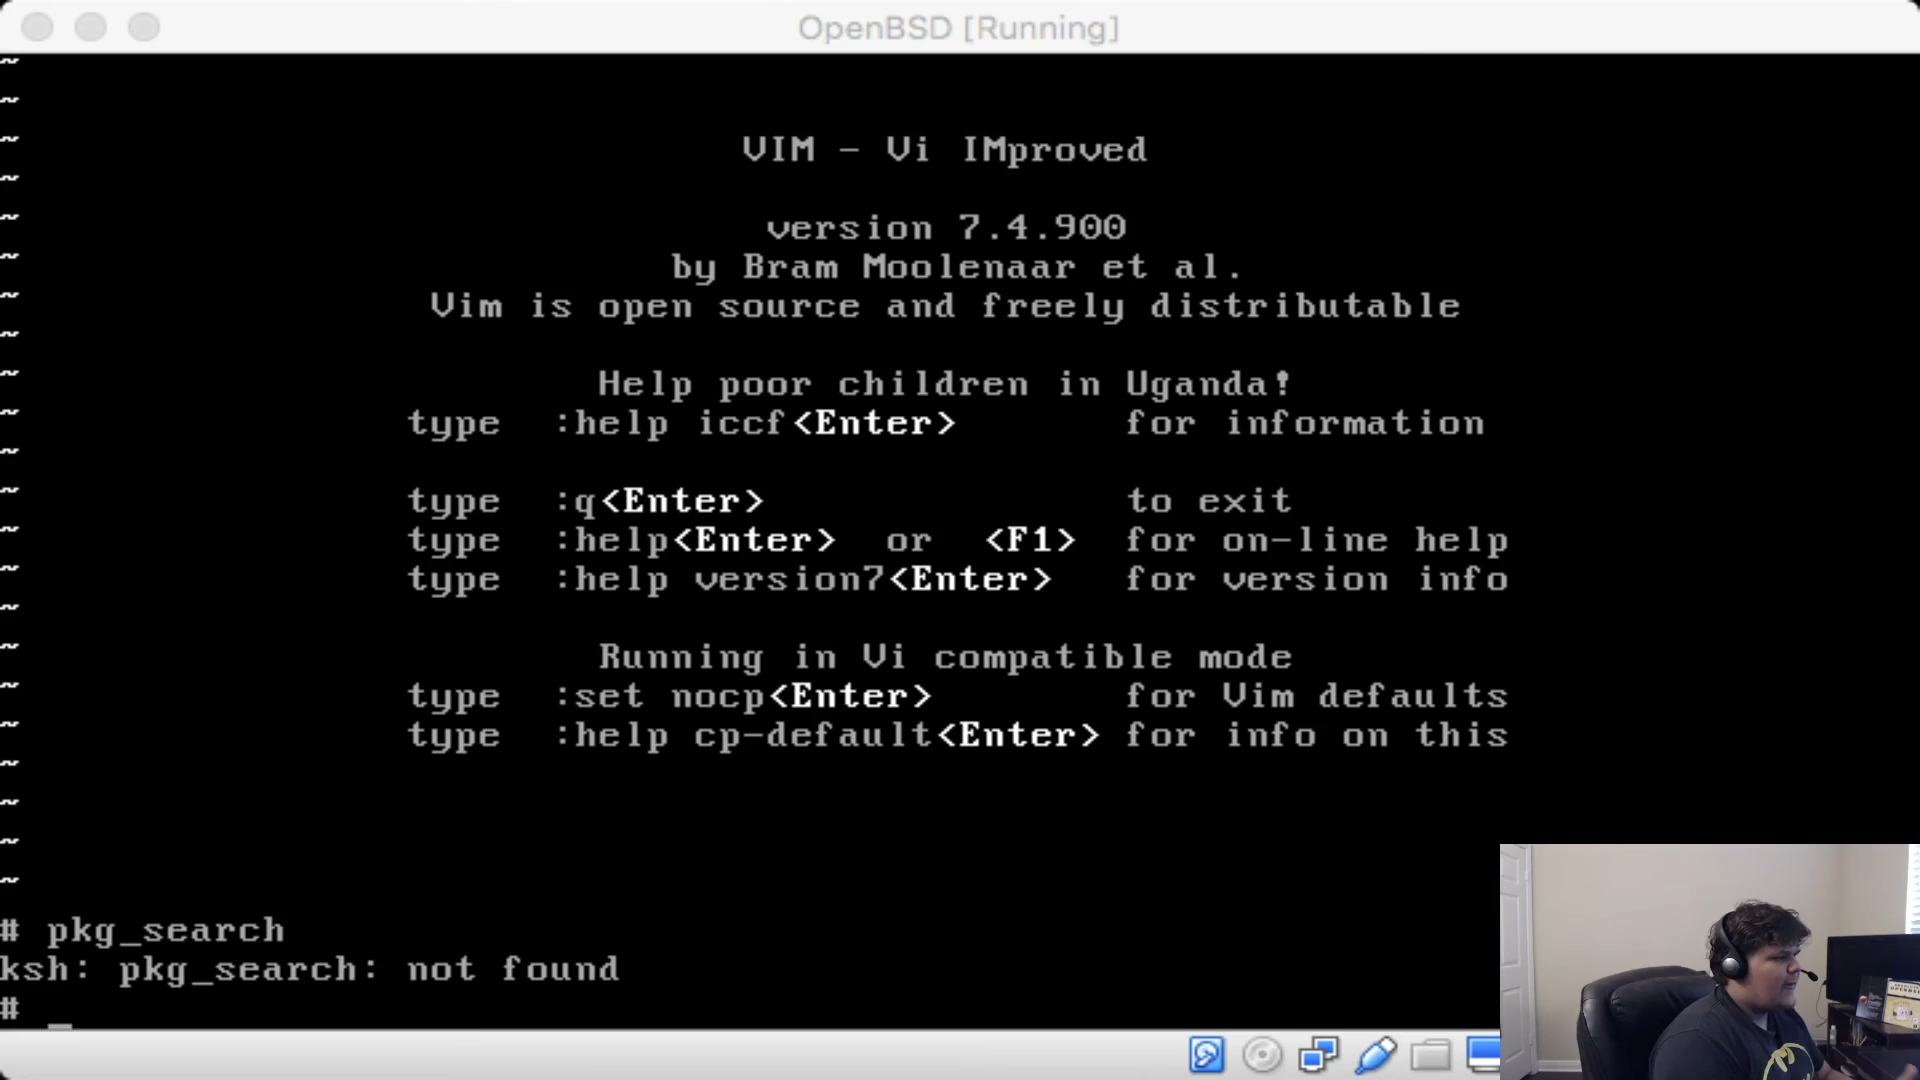 OpenBSD [Running]
~
~
~
VIM - Vi IMproved
~
~
version 7.4.900
~
by Bram Moolenaar et al.
~
Vim is open source and freely distributable
~
~
Help poor children in Uganda!
~
type :help iccf<Enter> for information
~
~
type :q<Enter> to exit
~
type :help<Enter> or <F1> for on-line help
~
type :help version7<Enter> for version info
~
~
Running in Vi compatible mode
~
type :set nocp<Enter> for Vim defaults
~
type :help cp-default<Enter> for info on this
~
~
~
~
# pkg_search
ksh: pkg_search: not found
#